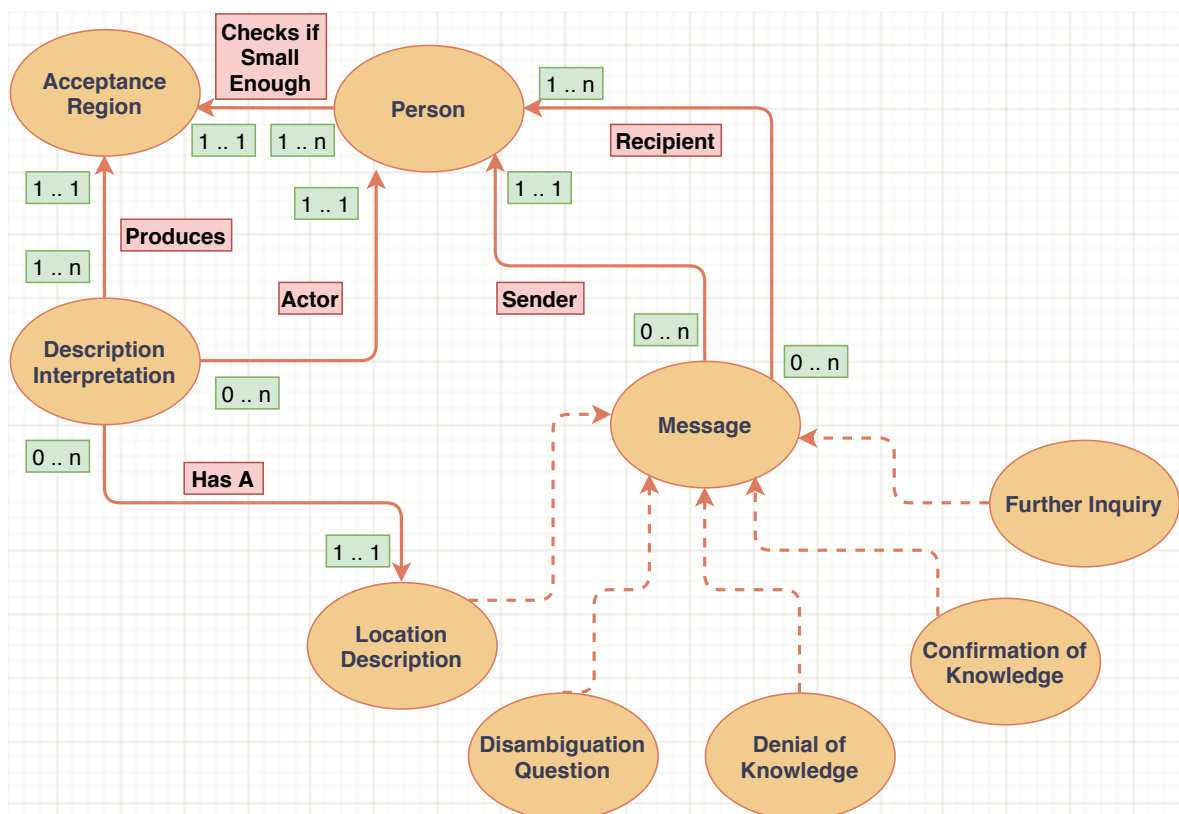 Checks if
Small
Enough
Acceptance
Region
Person
1 .. n
Recipient
1 .. 1
1 .. n
1 .. 1
1 .. 1
1 .. 1
Produces
1 .. n
Actor
Sender
0 .. n
Description
Interpretation
0 .. n
0 .. n
Message
0 .. n
Has A
Further Inquiry
1 .. 1
Location
Description
Confirmation of
Knowledge
Disambiguation
Question
Denial of
Knowledge